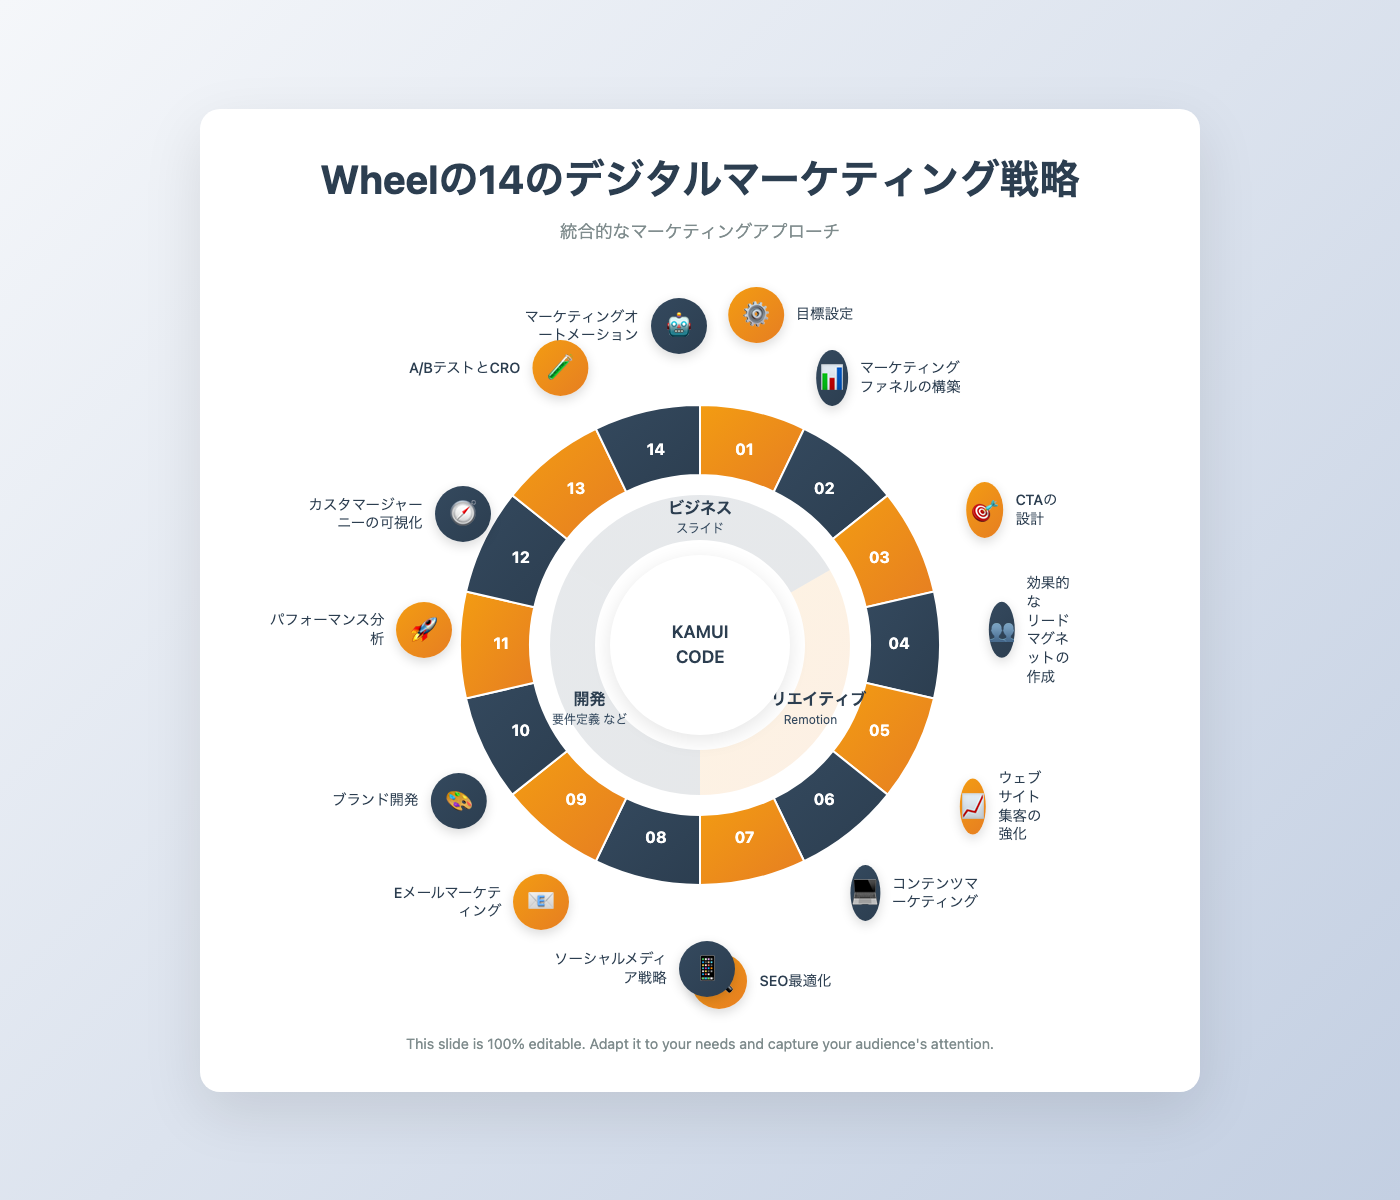 Wheelの14のデジタルマーケティング戦略
統合的なマーケティングアプローチ
マーケティングオ
ートメーション
目標設定
A/BテストとCRO
マーケティング
ファネルの構築
14
01
13
02
カスタマージャー
ニーの可視化
CTAの
設計
ビジネス
スライド
12
03
パフォーマンス分
析
効果的
な
リード
マグネ
ットの
作成
11
KAMUI
CODE
04
開発
要件定義 など
リエイティブ
Remotion
10
05
ブランド開発
ウェブ
サイト
集客の
強化
09
06
08
07
Eメールマーケテ
ィング
コンテンツマ
ーケティング
ソーシャルメディ
ア戦略
SEO最適化
This slide is 100% editable. Adapt it to your needs and capture your audience's attention.